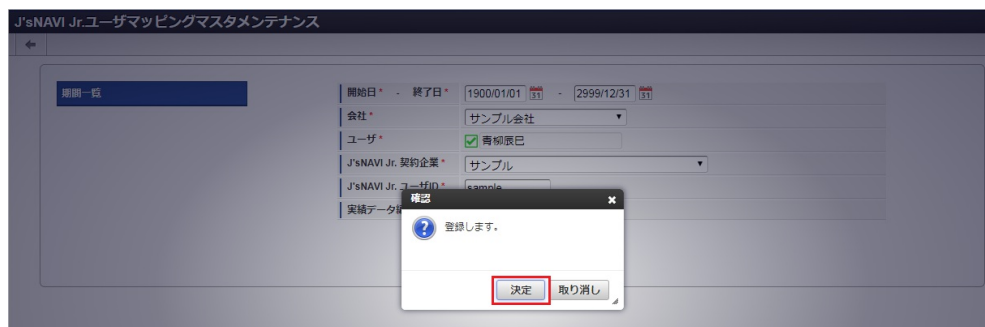 J'sNAVI Jr.ユーザマッピングマスタメンテナンス
期間一覧
開始日* - 終了日* 1900/01/01 31 - 2999/12/31 31
会社* サンプル会社
ユーザ* 青柳辰巳
J'sNAVI Jr. 契約企業* サンプル
J'sNAVI Jr. ユーザID* sample
実績データ
確認
登録します。
決定 取り消し